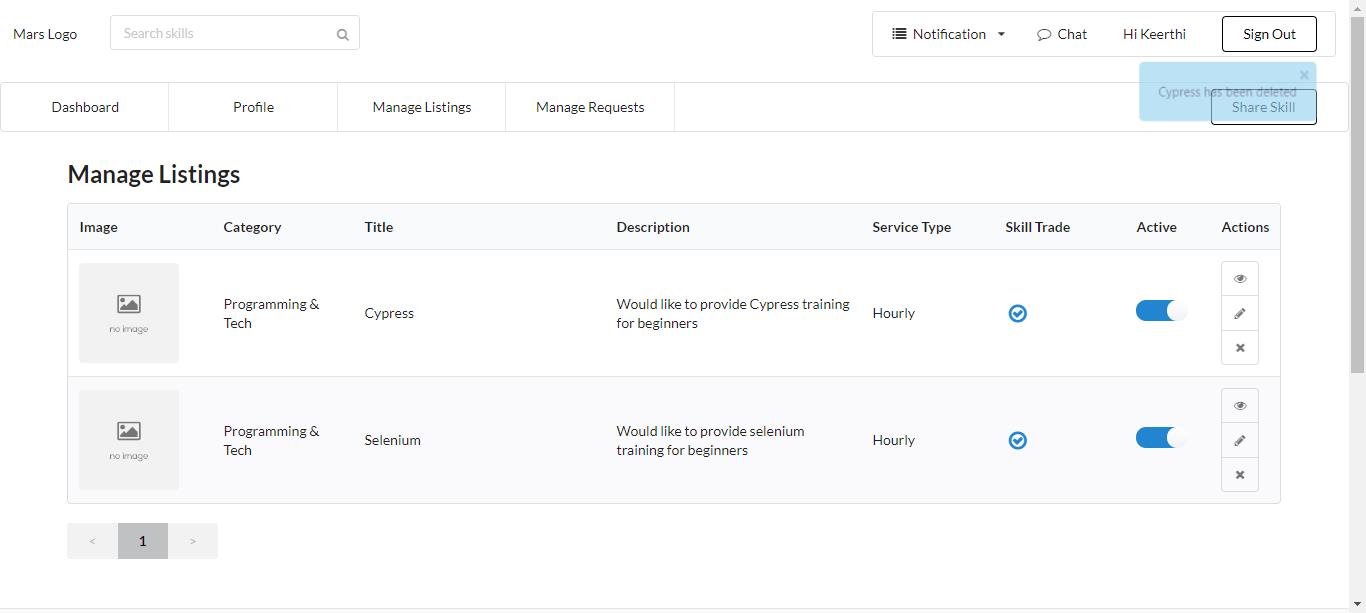 Mars Logo
Search skills
Notification
Chat
Hi Keerthi
Sign Out
Dashboard
Profile
Manage Listings
Manage Requests
Cypress has been deleted
Share Skill
Manage Listings
Image Category Title Description Service Type Skill Trade Active Actions
no image
Programming &
Tech
Cypress
Would like to provide Cypress training
for beginners
Hourly
no image
Programming &
Tech
Selenium
Would like to provide selenium
training for beginners
Hourly
< 1 >